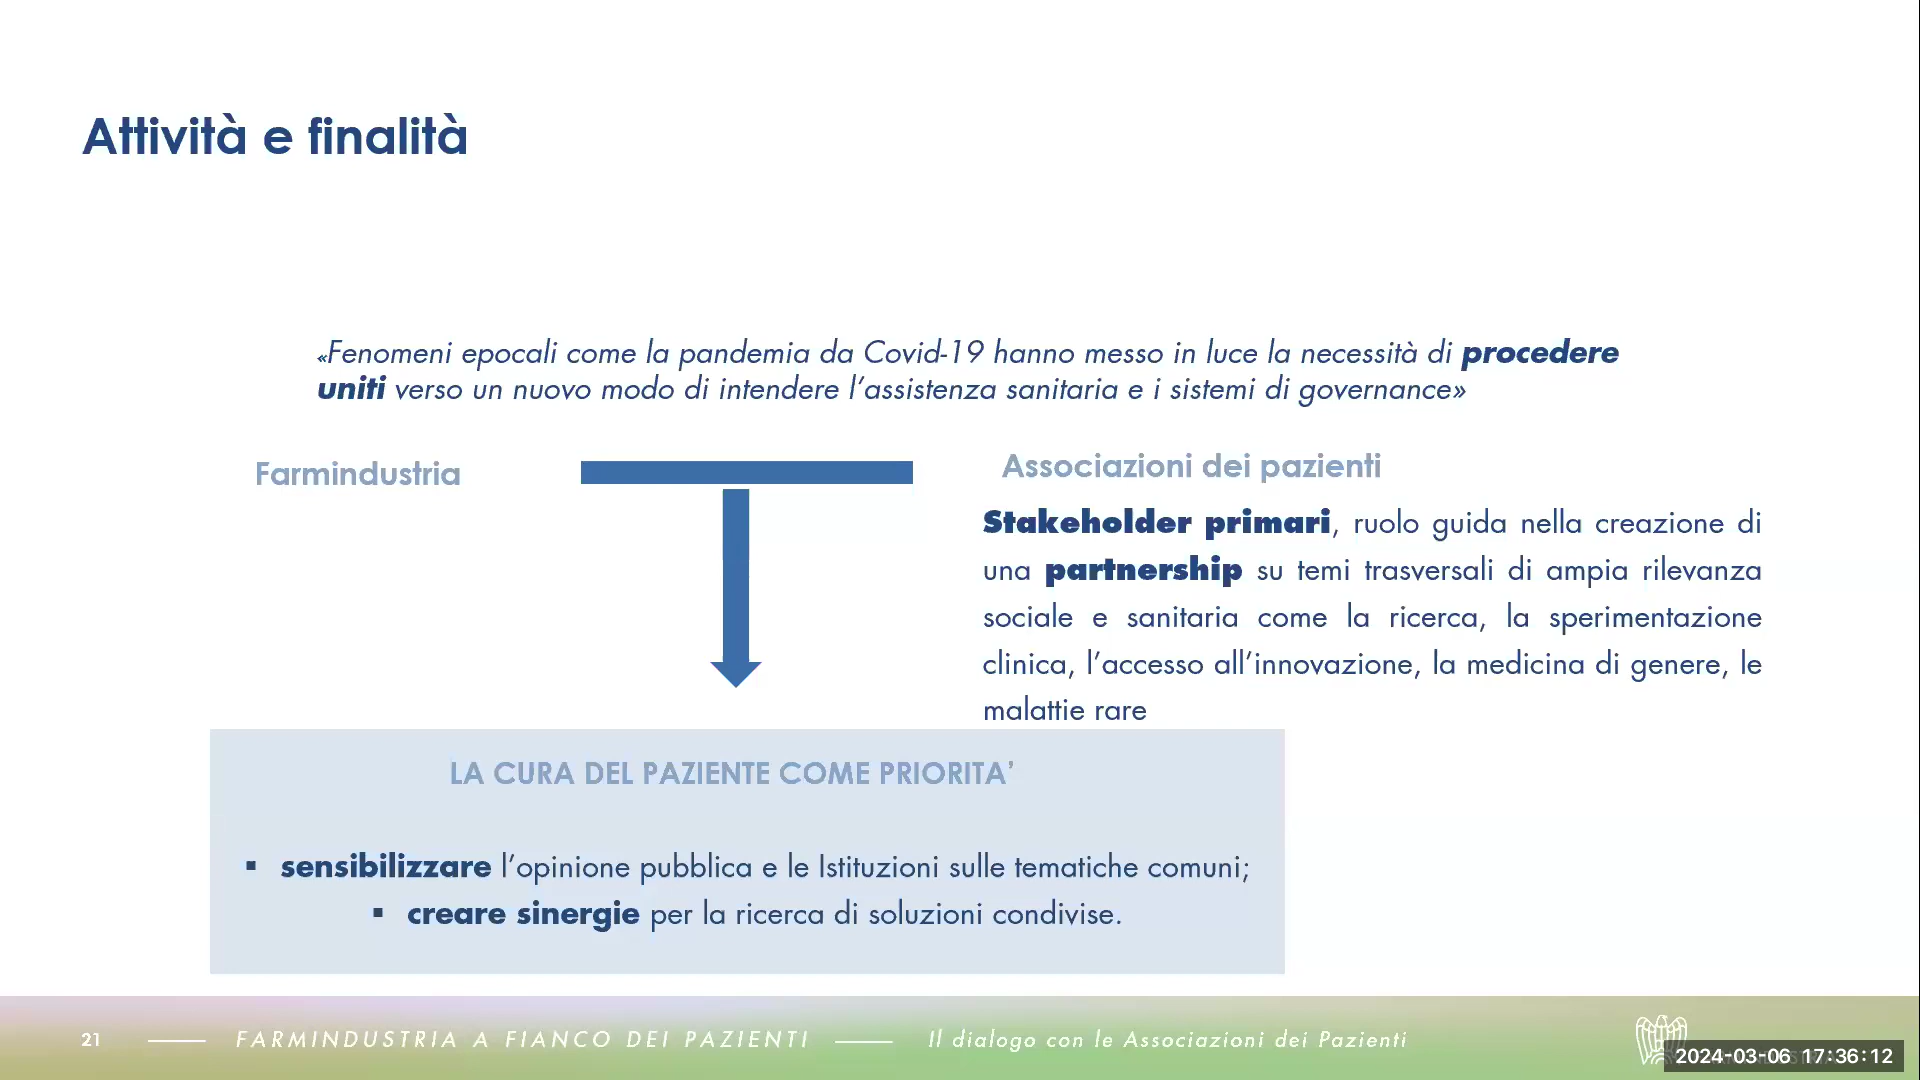 Attività e finalità
«Fenomeni epocali come la pandemia da Covid-19 hanno messo in luce la necessità di procedere
uniti verso un nuovo modo di intendere l’assistenza sanitaria e i sistemi di governance»
Farmindustria
Associazioni dei pazienti
Stakeholder primari, ruolo guida nella creazione di
una partnership su temi trasversali di ampia rilevanza
sociale e sanitaria come la ricerca, la sperimentazione
clinica, l’accesso all’innovazione, la medicina di genere, le
malattie rare
LA CURA DEL PAZIENTE COME PRIORITA’
▪ sensibilizzare l’opinione pubblica e le Istituzioni sulle tematiche comuni;
▪ creare sinergie per la ricerca di soluzioni condivise.
21
FARMINDUSTRIA A FIANCO DEI PAZIENTI
Il dialogo con le Associazioni dei Pazienti
2024-03-06 17:36:12